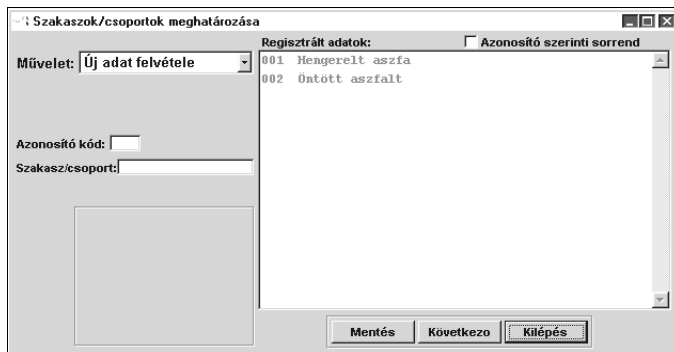 Szakaszok/csoportok meghatározása
Regisztrált adatok:
Azonosító szerinti sorrend
Művelet: Új adat felvétele
001 Hengerelt aszfa
002 Öntött aszfalt
Azonosító kód:
Szakasz/csoport:
Mentés
Következo
Kilépés